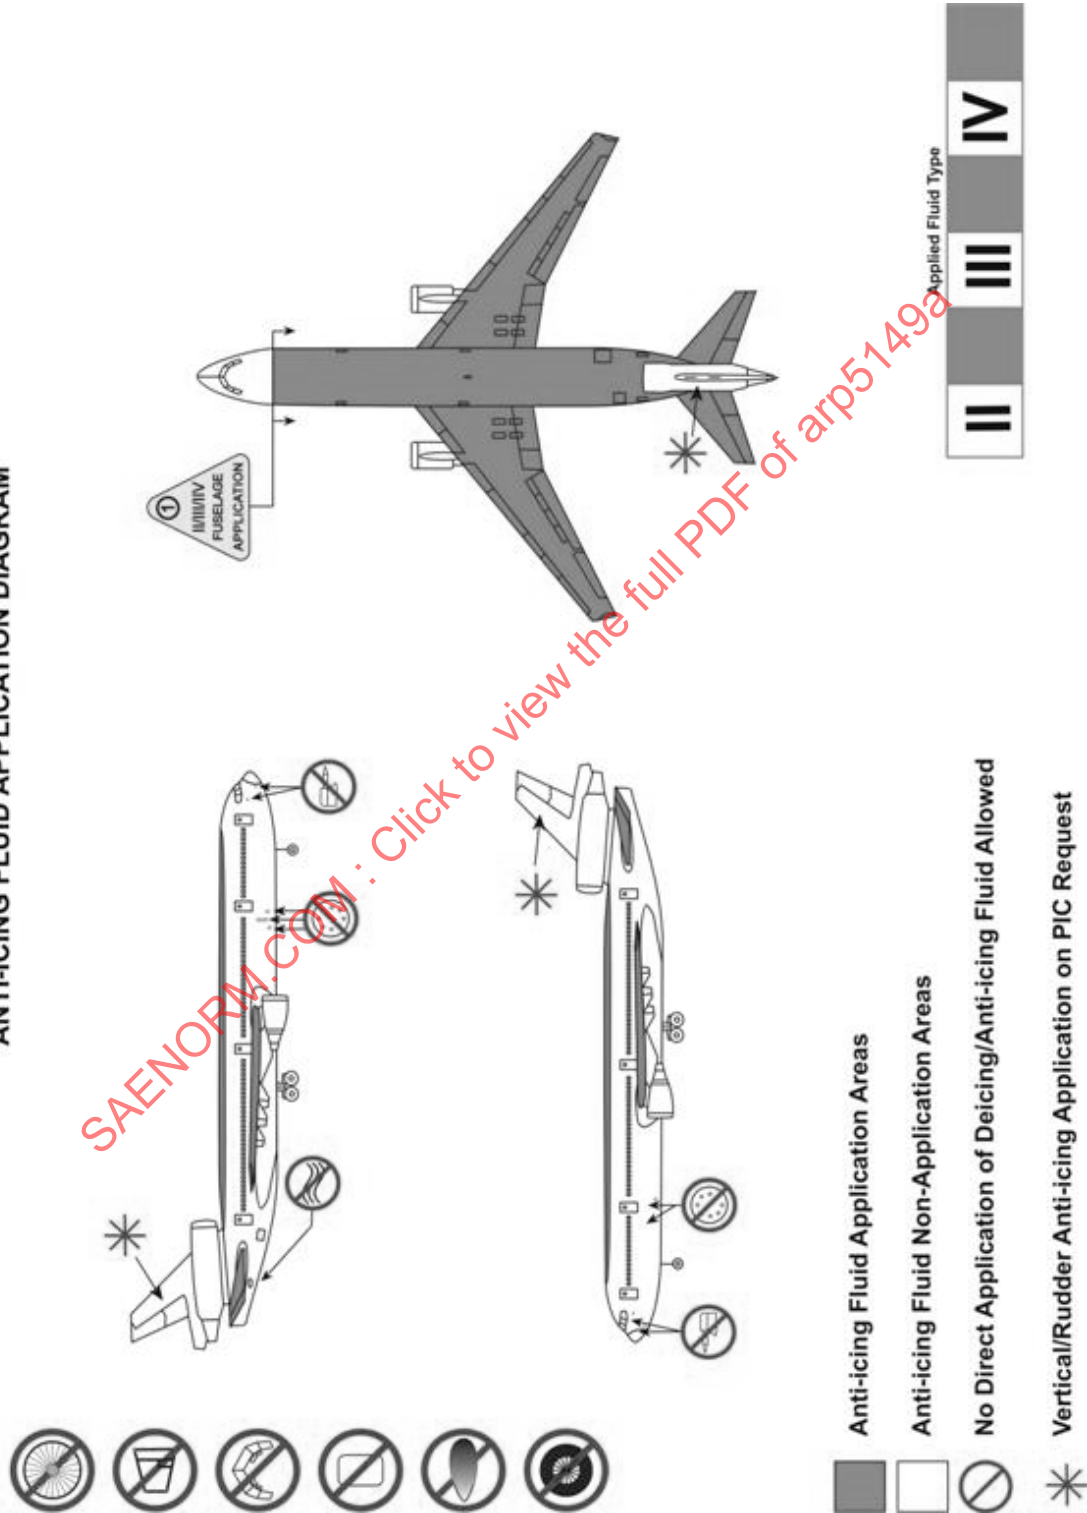 ANTI-ICING FLUID APPLICATION DIAGRAM
1
II/III/IV
FUSELAGE
APPLICATION
Applied Fluid Type
II
III
IV
Anti-icing Fluid Application Areas
Anti-icing Fluid Non-Application Areas
No Direct Application of Deicing/Anti-icing Fluid Allowed
Vertical/Rudder Anti-icing Application on PIC Request
SAENORM.COM : Click to view the full PDF of arp5149a